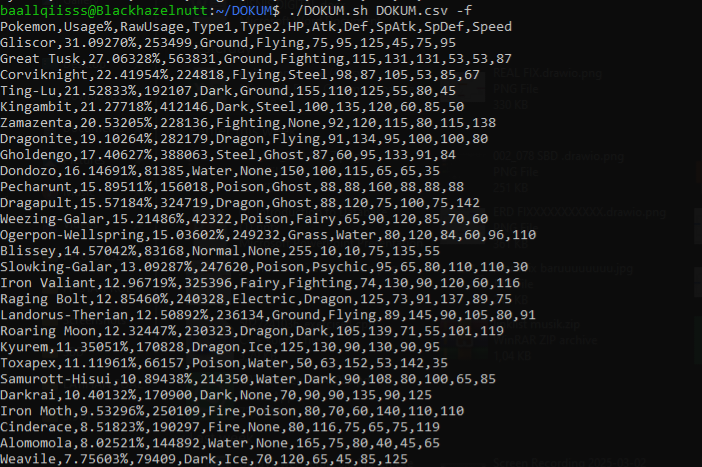 baallqiisss@Blackhazelnutt:~/DOKUM$ ./DOKUM.sh DOKUM.csv -f
Pokemon,Usage%,RawUsage,Type1,Type2,HP,Atk,Def,SpAtk,SpDef,Speed
Gliscor,31.09270%,253499,Ground,Flying,75,95,125,45,75,95
Great Tusk,27.06328%,563831,Ground,Fighting,115,131,131,53,53,87
Corviknight,22.41954%,224818,Flying,Steel,98,87,105,53,85,67
Ting-Lu,21.52833%,192107,Dark,Ground,155,110,125,55,80,45
Kingambit,21.27718%,412146,Dark,Steel,100,135,120,60,85,50
Zamazenta,20.53205%,228136,Fighting,None,92,120,115,80,115,138
Dragonite,19.10264%,282179,Dragon,Flying,91,134,95,100,100,80
Gholdengo,17.40627%,388063,Steel,Ghost,87,60,95,133,91,84
Dondozo,16.14691%,81385,Water,None,150,100,115,65,65,35
Pecharunt,15.89511%,156018,Poison,Ghost,88,88,160,88,88,88
Dragapult,15.57184%,324719,Dragon,Ghost,88,120,75,100,75,142
Weezing-Galar,15.21486%,42322,Poison,Fairy,65,90,120,85,70,60
Ogerpon-Wellspring,15.03602%,249232,Grass,Water,80,120,84,60,96,110
Blissey,14.57042%,83168,Normal,None,255,10,10,75,135,55
Slowking-Galar,13.09287%,247620,Poison,Psychic,95,65,80,110,110,30
Iron Valiant,12.96719%,325396,Fairy,Fighting,74,130,90,120,60,116
Raging Bolt,12.85460%,240328,Electric,Dragon,125,73,91,137,89,75
Landorus-Therian,12.50892%,236134,Ground,Flying,89,145,90,105,80,91
Roaring Moon,12.32447%,230323,Dragon,Dark,105,139,71,55,101,119
Kyurem,11.35051%,170828,Dragon,Ice,125,130,90,130,90,95
Toxapex,11.11961%,66157,Poison,Water,50,63,152,53,142,35
Samurott-Hisui,10.89438%,214350,Water,Dark,90,108,80,100,65,85
Darkrai,10.40132%,170900,Dark,None,70,90,90,135,90,125
Iron Moth,9.53296%,250109,Fire,Poison,80,70,60,140,110,110
Cinderace,8.51823%,190297,Fire,None,80,116,75,65,75,119
Alomomola,8.02521%,144892,Water,None,165,75,80,40,45,65
Weavile,7.75603%,79409,Dark,Ice,70,120,65,45,85,125